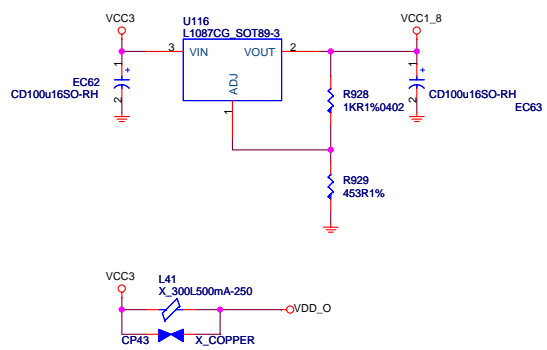 VCC3
U116
L1087CG_SOT89-3
VCC1_8
3 VIN VOUT 2
ADJ
1
1
+
2
EC62
CD100u16SO-RH
R928
1KR1%0402
1
+
2
CD100u16SO-RH
EC63
R929
453R1%
VCC3
L41
X_300L500mA-250
VDD_O
CP43
X_COPPER